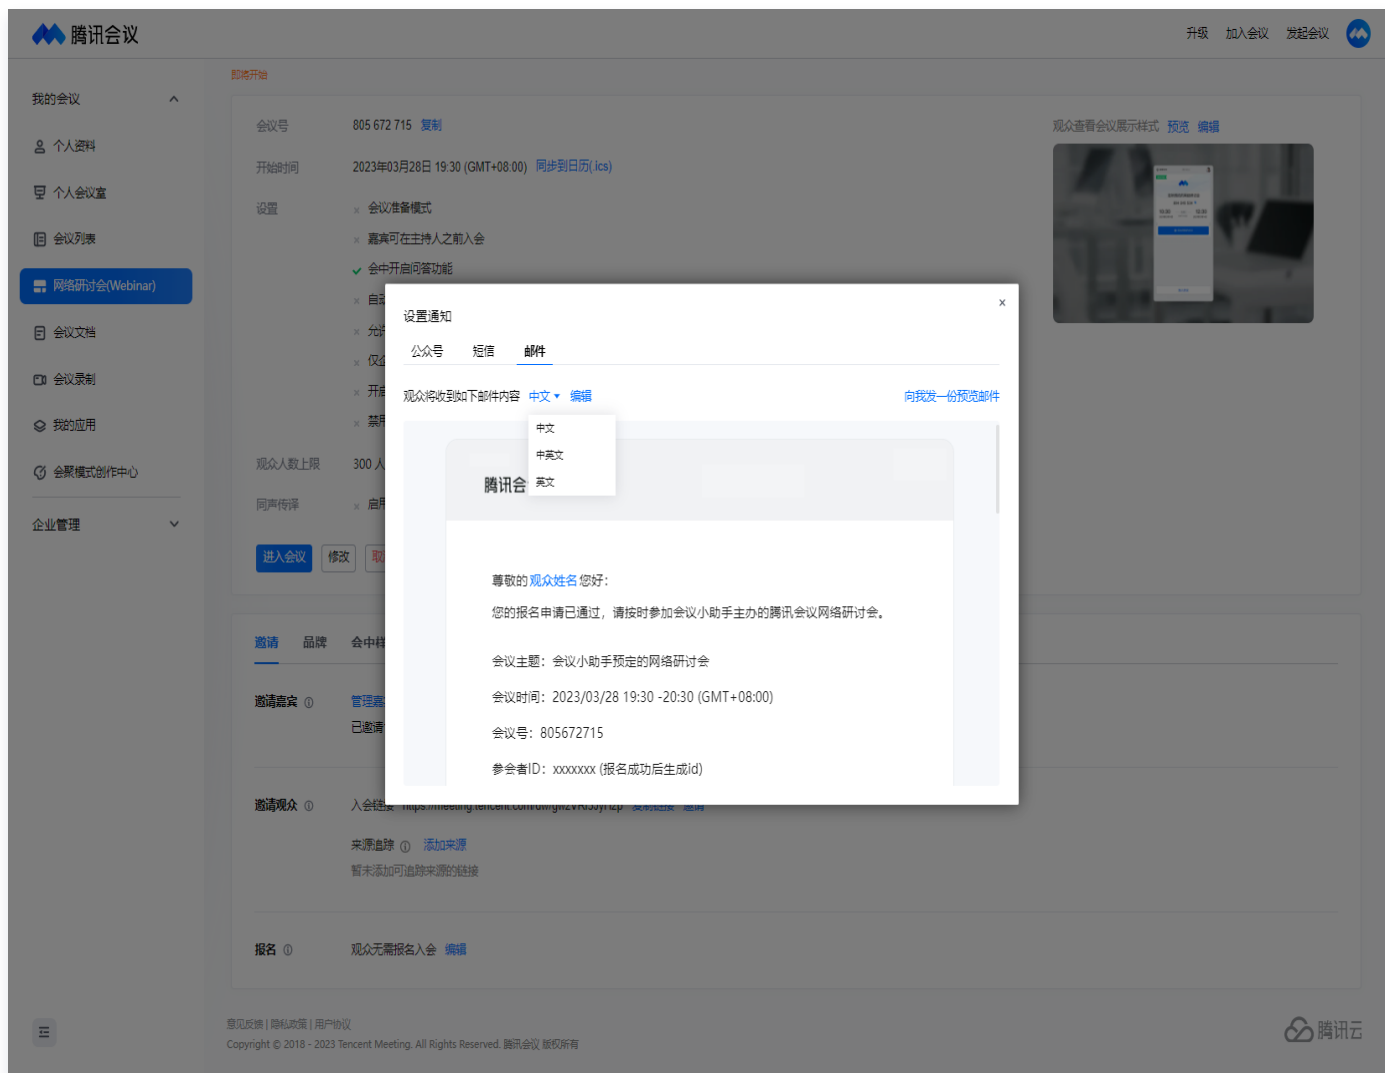 腾讯会议
升级 加入会议 发起会议
我的会议
个人资料
个人会议室
会议列表
网络研讨会(Webinar)
会议文档
会议录制
我的应用
会聚模式创作中心
企业管理
即将开始
会议号 805 672 715 复制
开始时间 2023年03月28日 19:30 (GMT+08:00) 同步到日历(.ics)
设置 会议准备模式
嘉宾可在主持人之前入会
会中开启问答功能
自动
允许
仅企
开启
禁用
观众人数上限 300 人
同声传译 启用
进入会议 修改 取
观众查看会议展示样式 预览 编辑
设置通知
公众号 短信 邮件
观众将收到如下邮件内容 中文 编辑 向我发一份预览邮件
中文
中英文
英文
腾讯会
尊敬的 观众姓名 您好：
您的报名申请已通过，请按时参加会议小助手主办的腾讯会议网络研讨会。
会议主题：会议小助手预定的网络研讨会
会议时间：2023/03/28 19:30 -20:30 (GMT+08:00)
会议号：805672715
参会者ID：xxxxxxx (报名成功后生成id)
邀请 品牌 会中样
邀请嘉宾 管理嘉
已邀请
邀请观众 入会链接
来源追踪 添加来源
暂未添加可追踪来源的链接
报名 观众无需报名入会 编辑
意见反馈 | 隐私政策 | 用户协议
Copyright © 2018 - 2023 Tencent Meeting. All Rights Reserved. 腾讯会议 版权所有
腾讯云